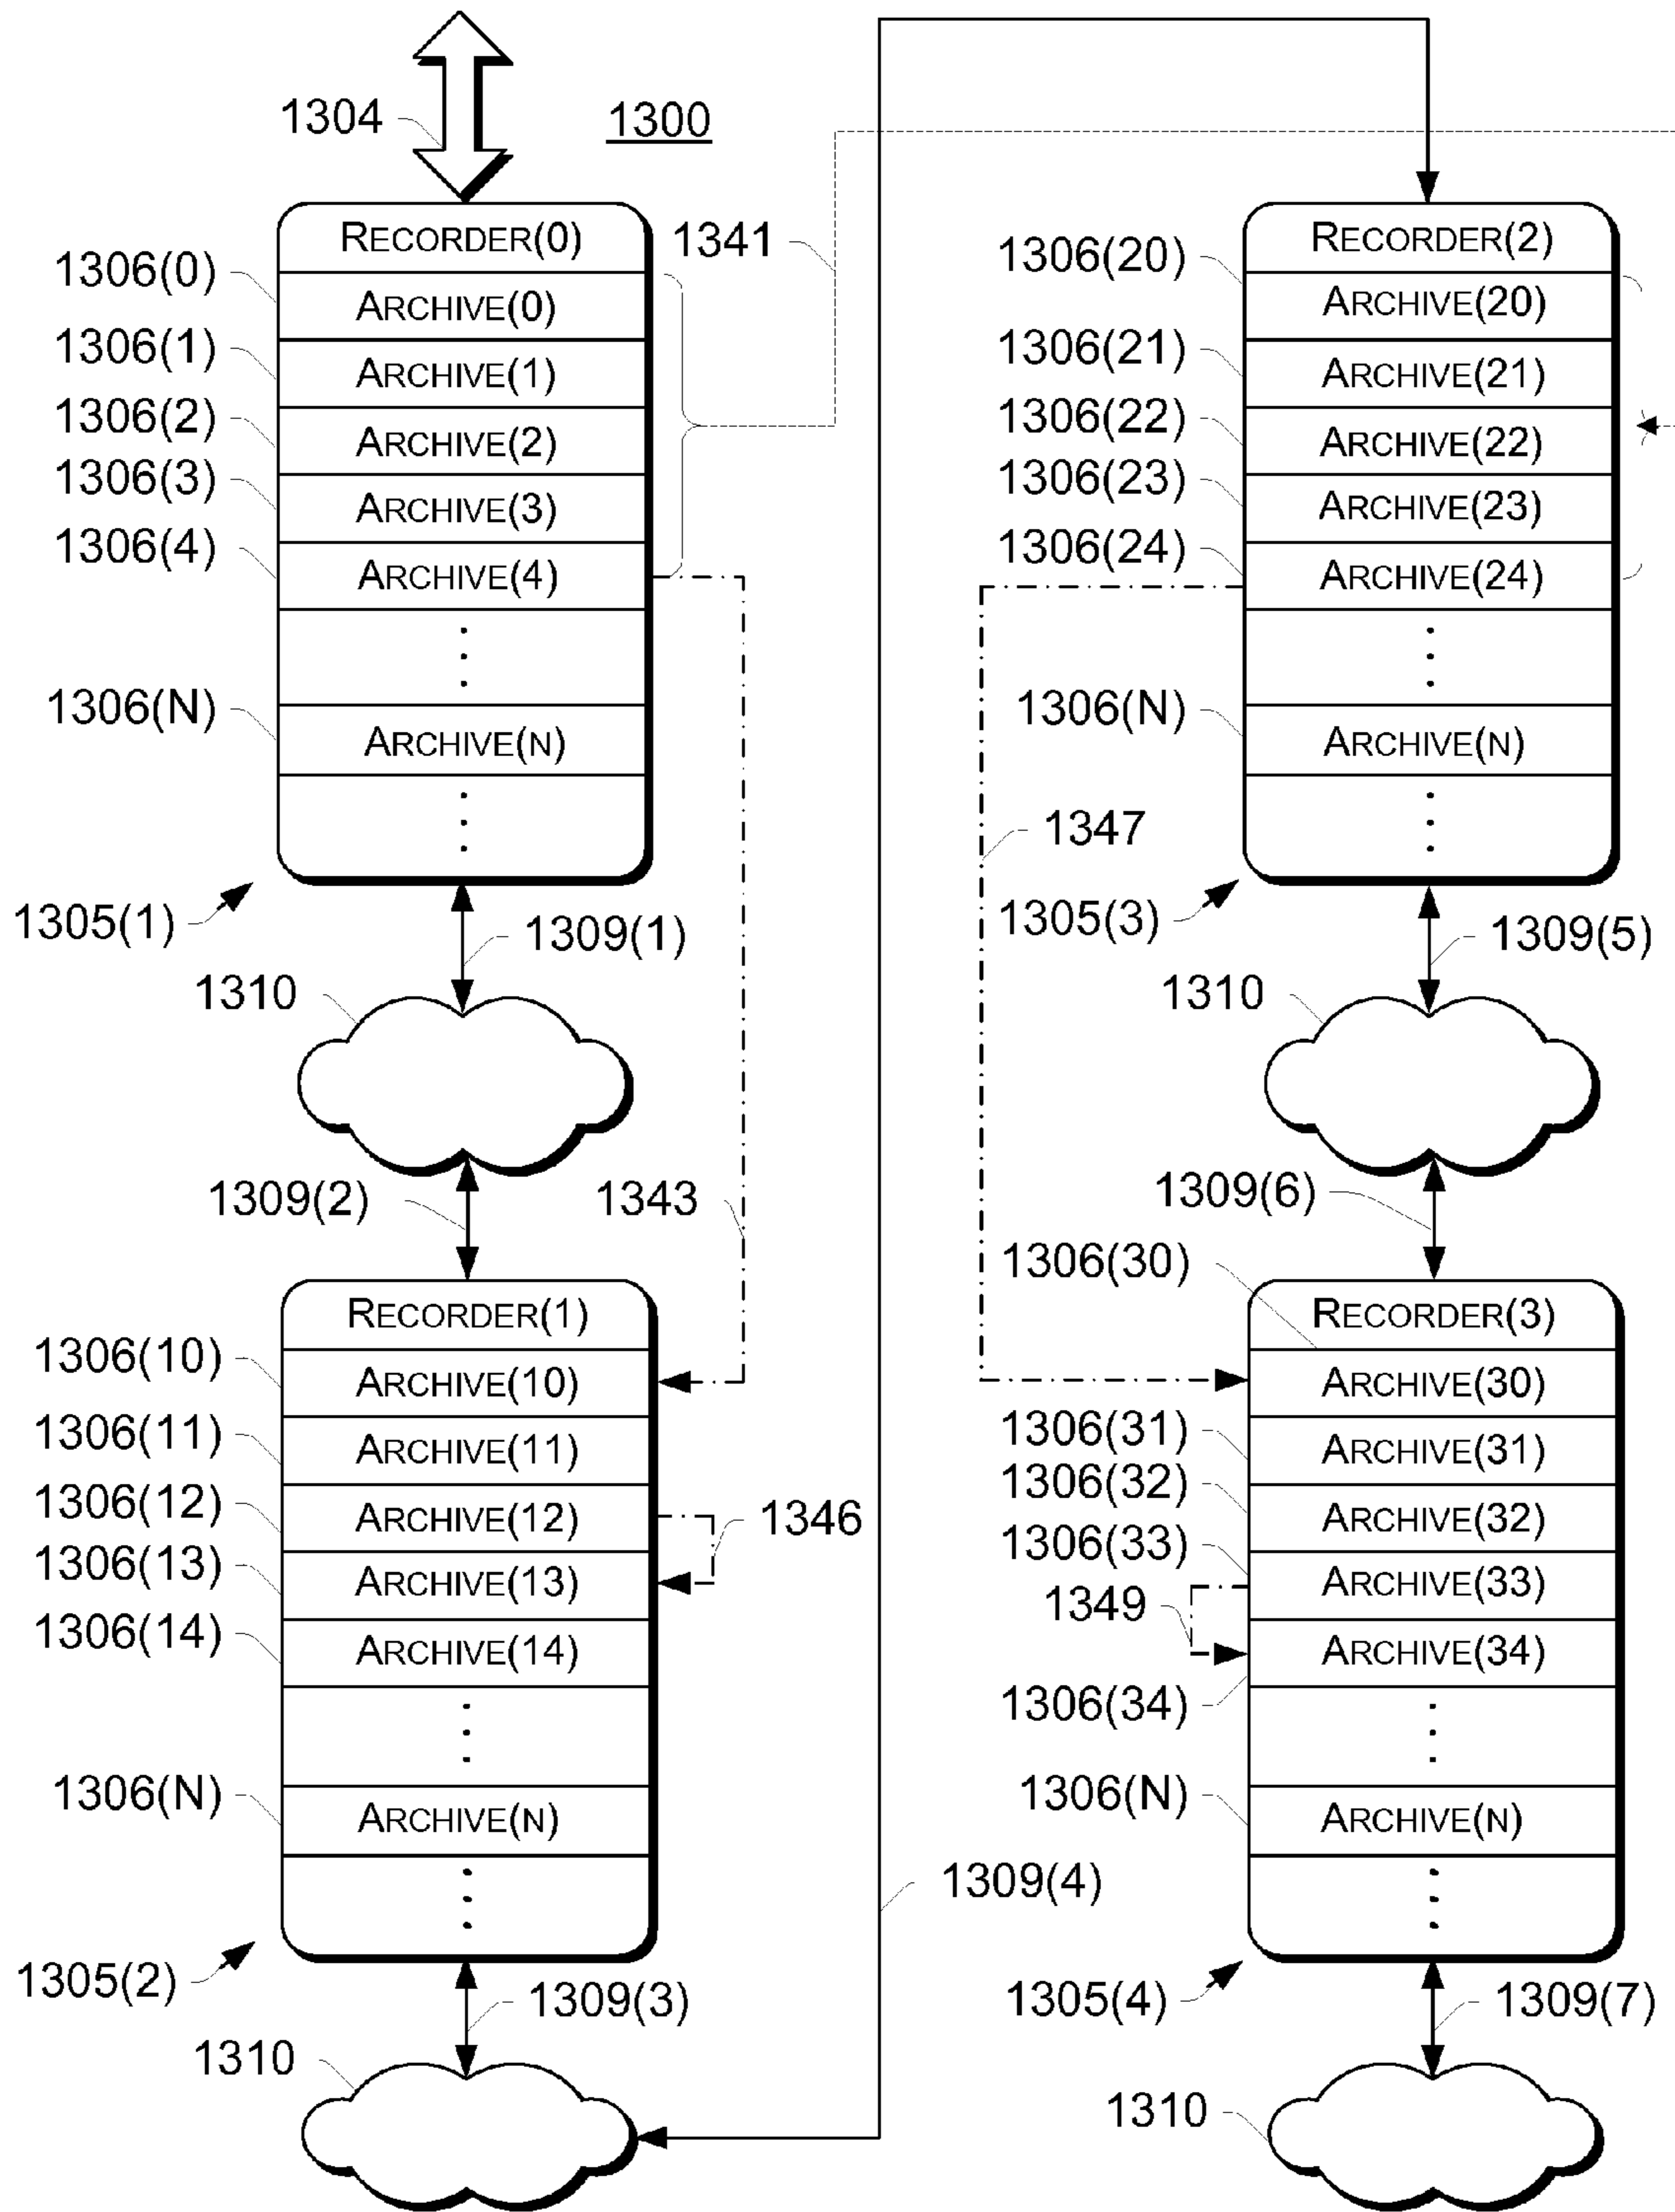 1304
1300
RECORDER(0)
1306(0)
ARCHIVE(0)
1341
1306(1)
ARCHIVE(1)
1306(2)
ARCHIVE(2)
1306(3)
ARCHIVE(3)
1306(4)
ARCHIVE(4)
1306(N)
ARCHIVE(N)
1305(1)
1309(1)
1310
1309(2)
1343
RECORDER(1)
1306(10)
ARCHIVE(10)
1306(11)
ARCHIVE(11)
1306(12)
ARCHIVE(12)
1346
1306(13)
ARCHIVE(13)
1306(14)
ARCHIVE(14)
1306(N)
ARCHIVE(N)
1305(2)
1309(3)
1310
1309(4)
RECORDER(2)
1306(20)
ARCHIVE(20)
1306(21)
ARCHIVE(21)
1306(22)
ARCHIVE(22)
1306(23)
ARCHIVE(23)
1306(24)
ARCHIVE(24)
1306(N)
ARCHIVE(N)
1347
1305(3)
1309(5)
1310
1309(6)
1306(30)
RECORDER(3)
ARCHIVE(30)
1306(31)
ARCHIVE(31)
1306(32)
ARCHIVE(32)
1306(33)
ARCHIVE(33)
1349
ARCHIVE(34)
1306(34)
1306(N)
ARCHIVE(N)
1305(4)
1309(7)
1310